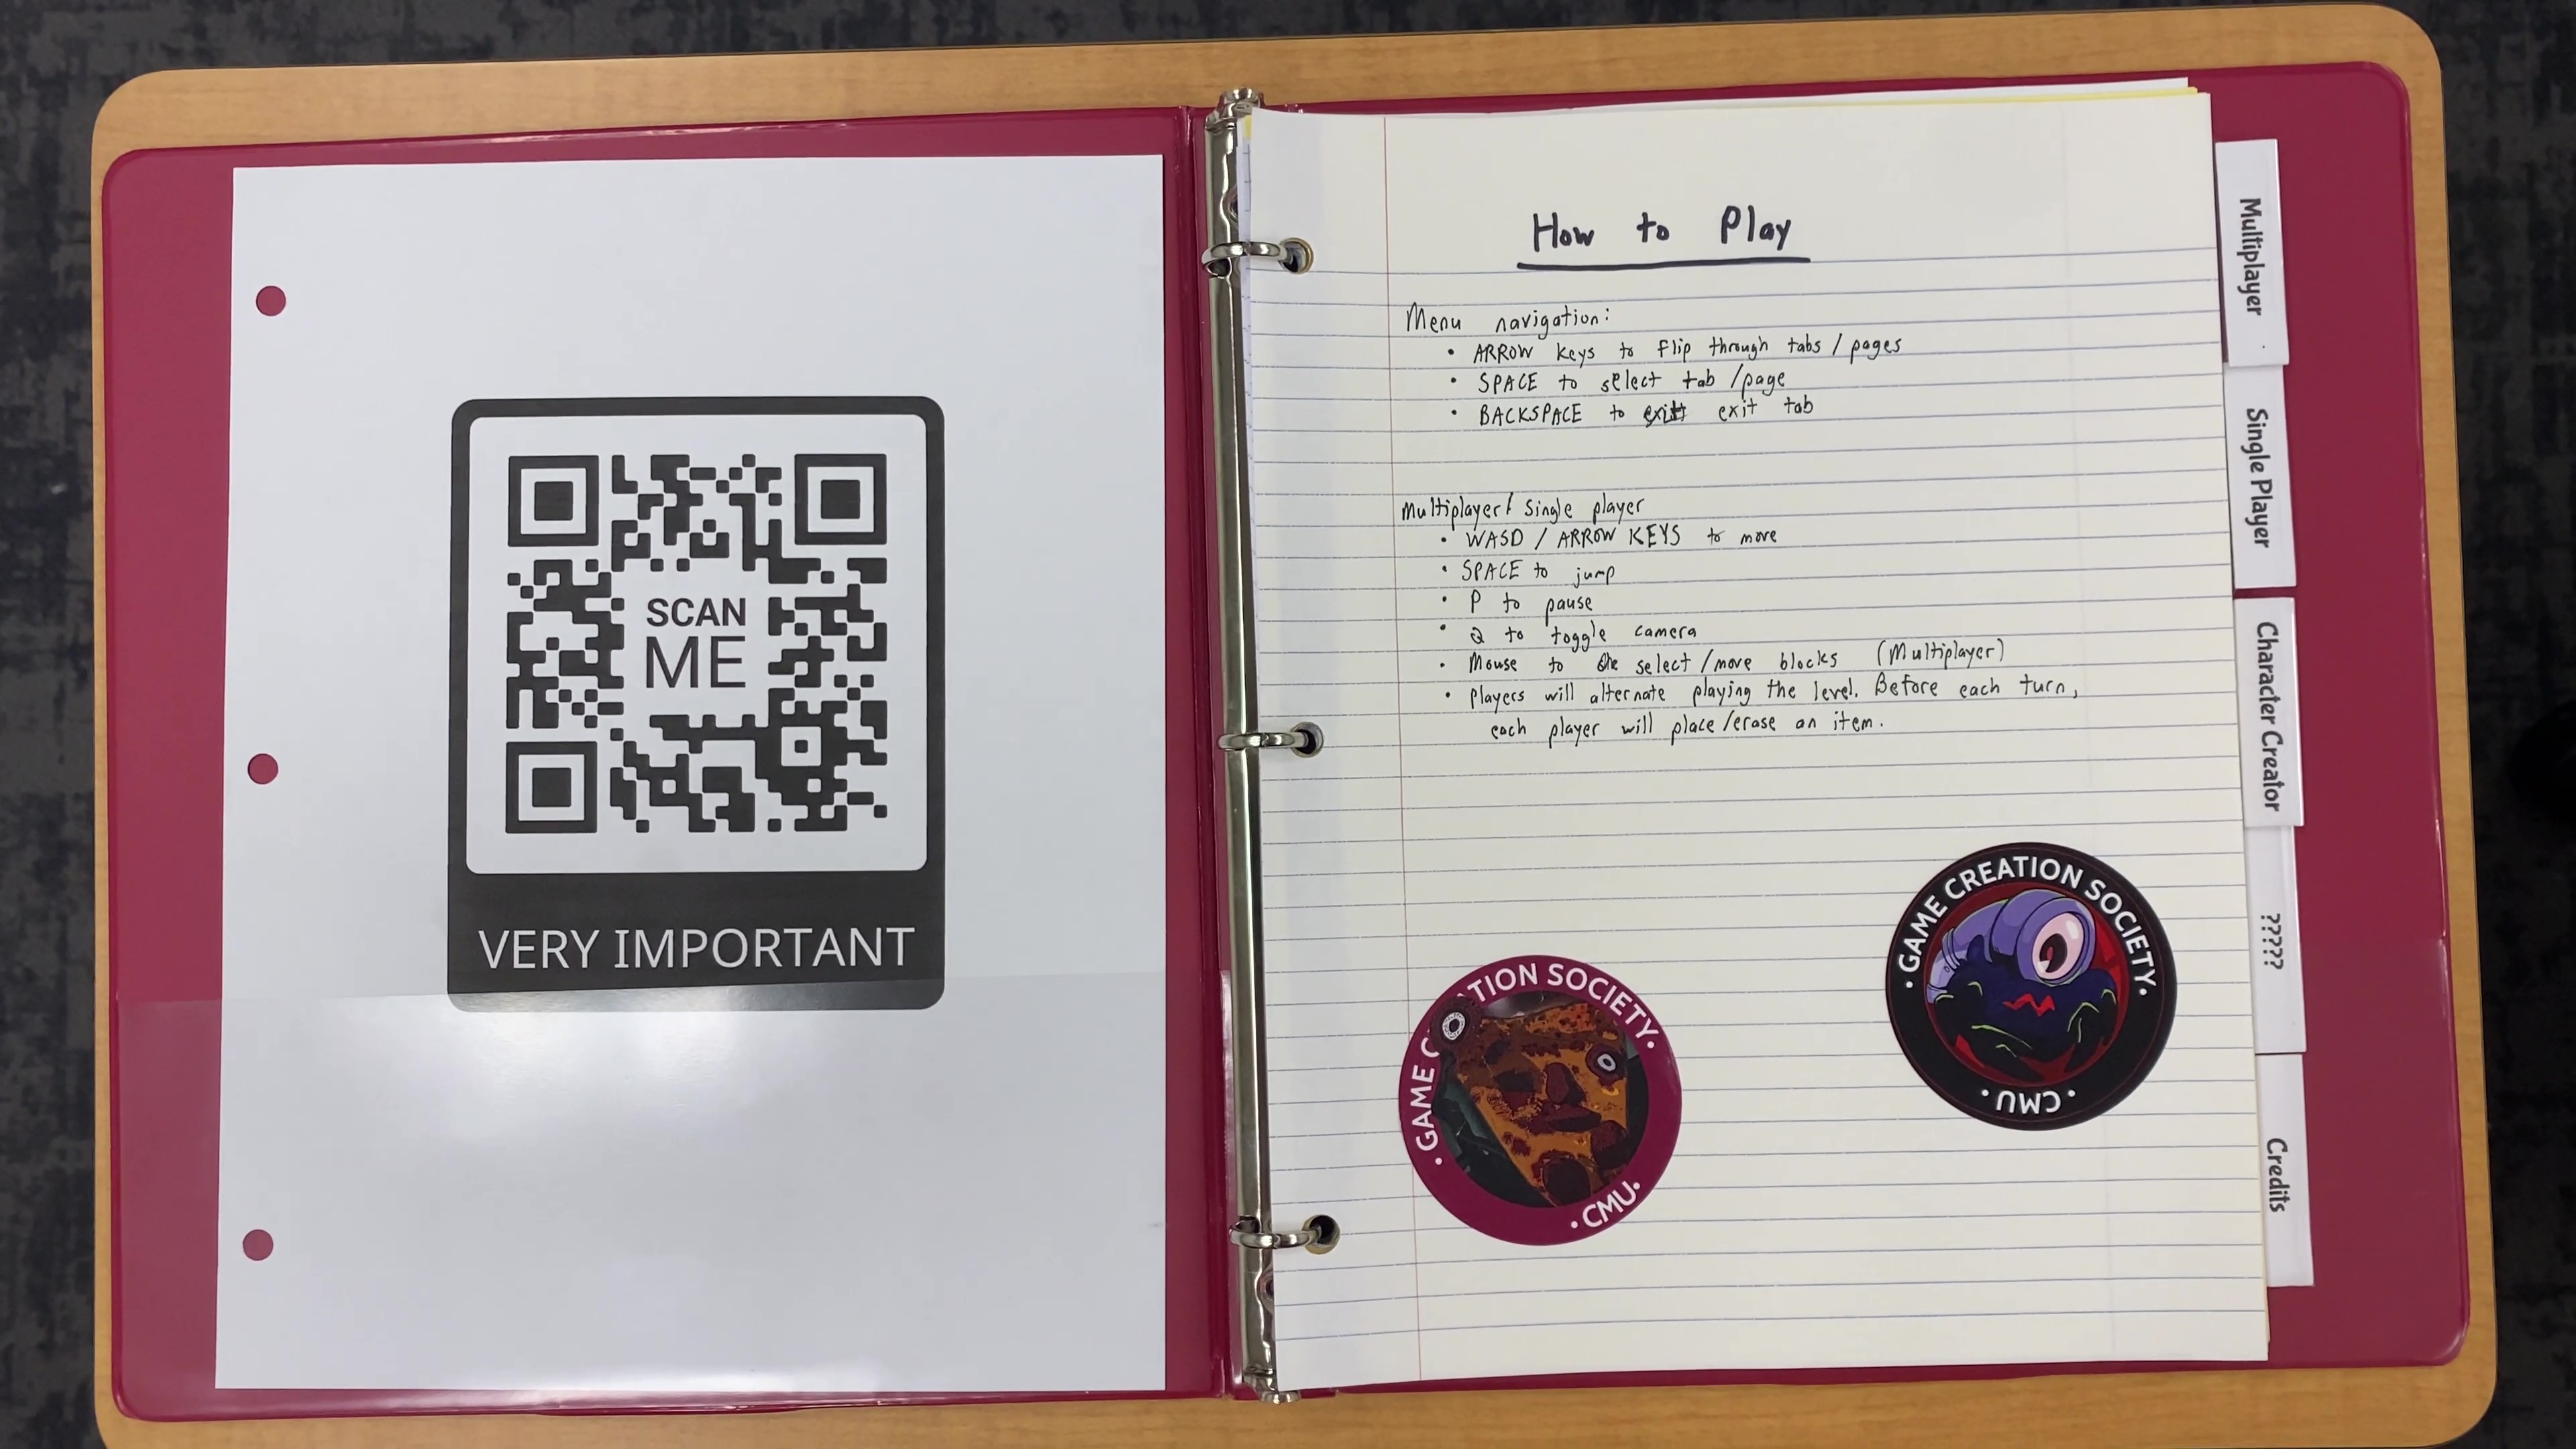 SCAN
ME
VERY IMPORTANT
How to Play
Menu navigation:
• ARROW keys to flip through tabs / pages
• SPACE to select tab / page
• BACKSPACE to exit exit tab
Multiplayer / Single player
• WASD / ARROW KEYS to move
• SPACE to jump
• P to pause
• Q to toggle camera
• Mouse to select / move blocks (Multiplayer)
• Players will alternate playing the level. Before each turn,
each player will place / erase an item.
• GAME C TION SOCIETY •
• CMU •
• GAME CREATION SOCIETY •
• CMU •
Multiplayer
Single Player
Character Creator
?????
Credits